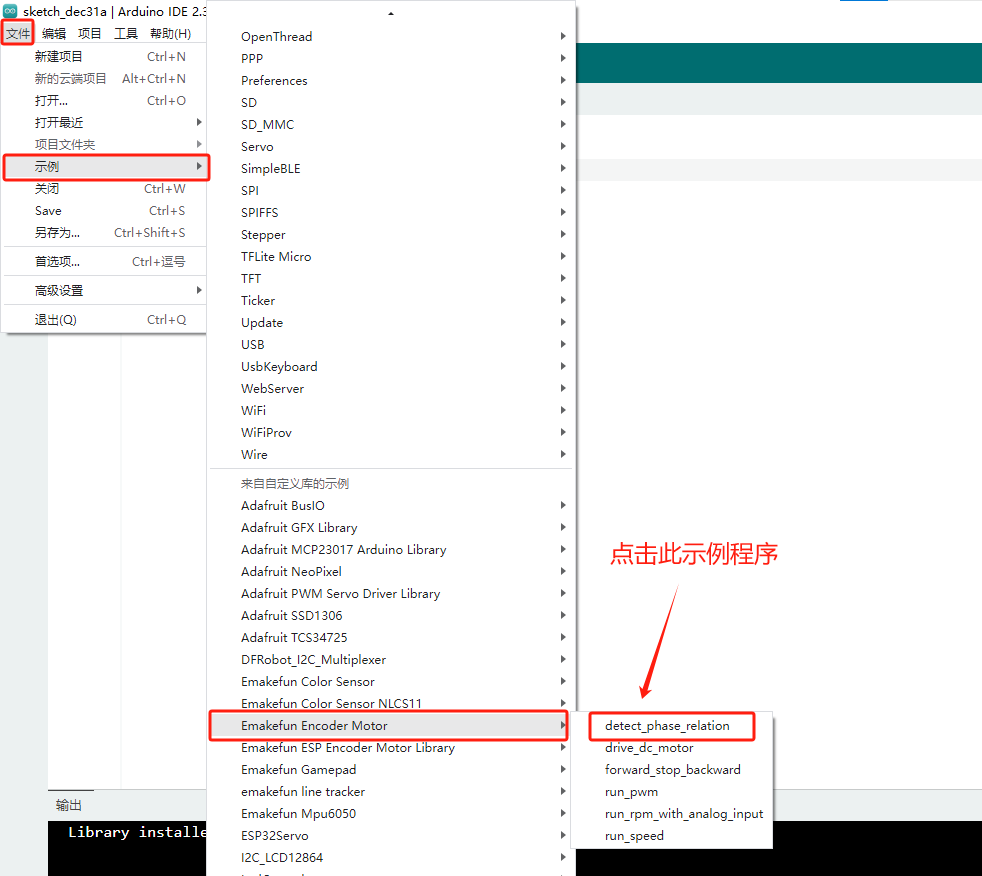 sketch_dec31a | Arduino IDE 2.3
文件 编辑 项目 工具 帮助(H)
新建项目 Ctrl+N
新的云端项目 Alt+Ctrl+N
打开... Ctrl+O
打开最近
项目文件夹
示例
关闭 Ctrl+W
Save Ctrl+S
另存为... Ctrl+Shift+S
首选项... Ctrl+逗号
高级设置
退出(Q) Ctrl+Q
OpenThread
PPP
Preferences
SD
SD_MMC
Servo
SimpleBLE
SPI
SPIFFS
Stepper
TFLite Micro
TFT
Ticker
Update
USB
UsbKeyboard
WebServer
WiFi
WiFiProv
Wire
来自自定义库的示例
Adafruit BusIO
Adafruit GFX Library
Adafruit MCP23017 Arduino Library
Adafruit NeoPixel
Adafruit PWM Servo Driver Library
Adafruit SSD1306
Adafruit TCS34725
DFRobot_I2C_Multiplexer
Emakefun Color Sensor
Emakefun Color Sensor NLCS11
Emakefun Encoder Motor
Emakefun ESP Encoder Motor Library
Emakefun Gamepad
emakefun line tracker
Emakefun Mpu6050
ESP32Servo
I2C_LCD12864
点击此示例程序
detect_phase_relation
drive_dc_motor
forward_stop_backward
run_pwm
run_rpm_with_analog_input
run_speed
输出
Library installe